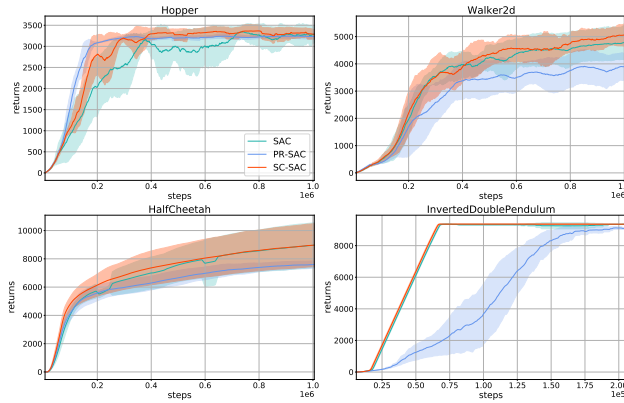 Hopper
returns
3500
3000
2500
2000
1500
1000
500
0
SAC
PR-SAC
SC-SAC
0.2 0.4 0.6 0.8 1.0
steps
1e6
Walker2d
returns
5000
4000
3000
2000
1000
0
0.2 0.4 0.6 0.8 1.0
steps
1e6
HalfCheetah
returns
10000
8000
6000
4000
2000
0
0.2 0.4 0.6 0.8 1.0
steps
1e6
InvertedDoublePendulum
returns
8000
6000
4000
2000
0
0.25 0.50 0.75 1.00 1.25 1.50 1.75 2.00
steps
1e5